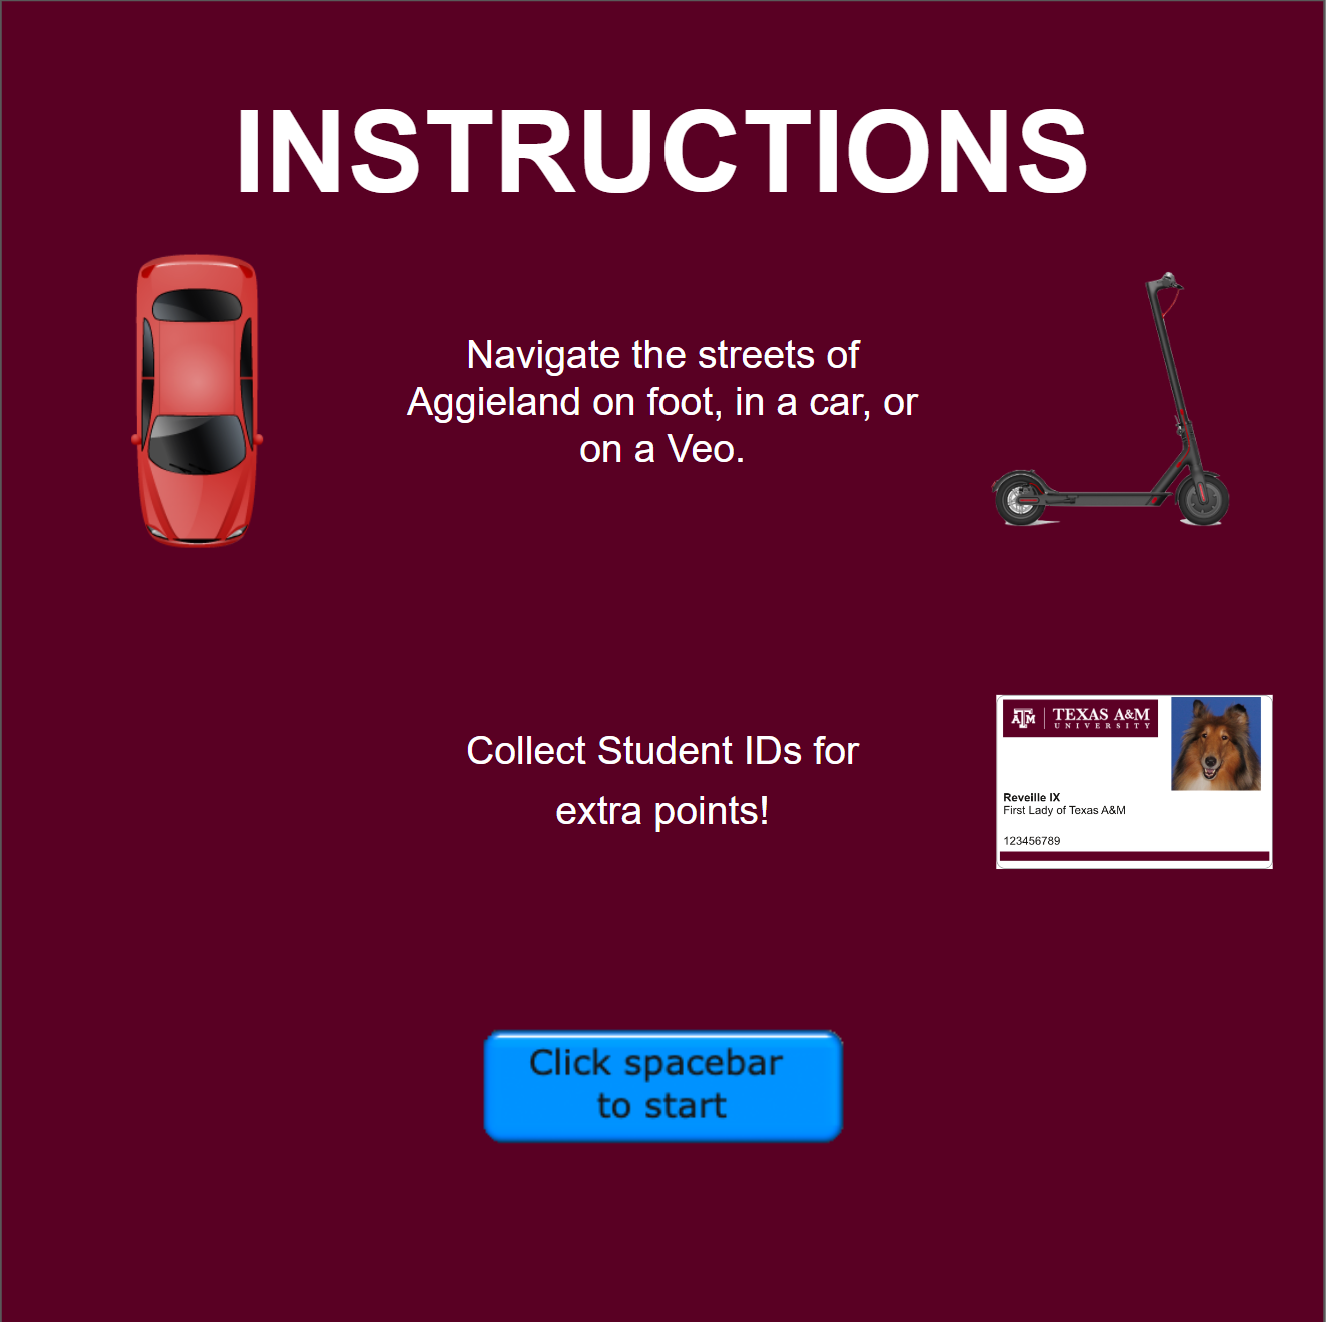 INSTRUCTIONS
Navigate the streets of
Aggieland on foot, in a car, or
on a Veo.
Collect Student IDs for
extra points!
ATM TEXAS A&M
UNIVERSITY
Reveille IX
First Lady of Texas A&M
123456789
Click spacebar
to start